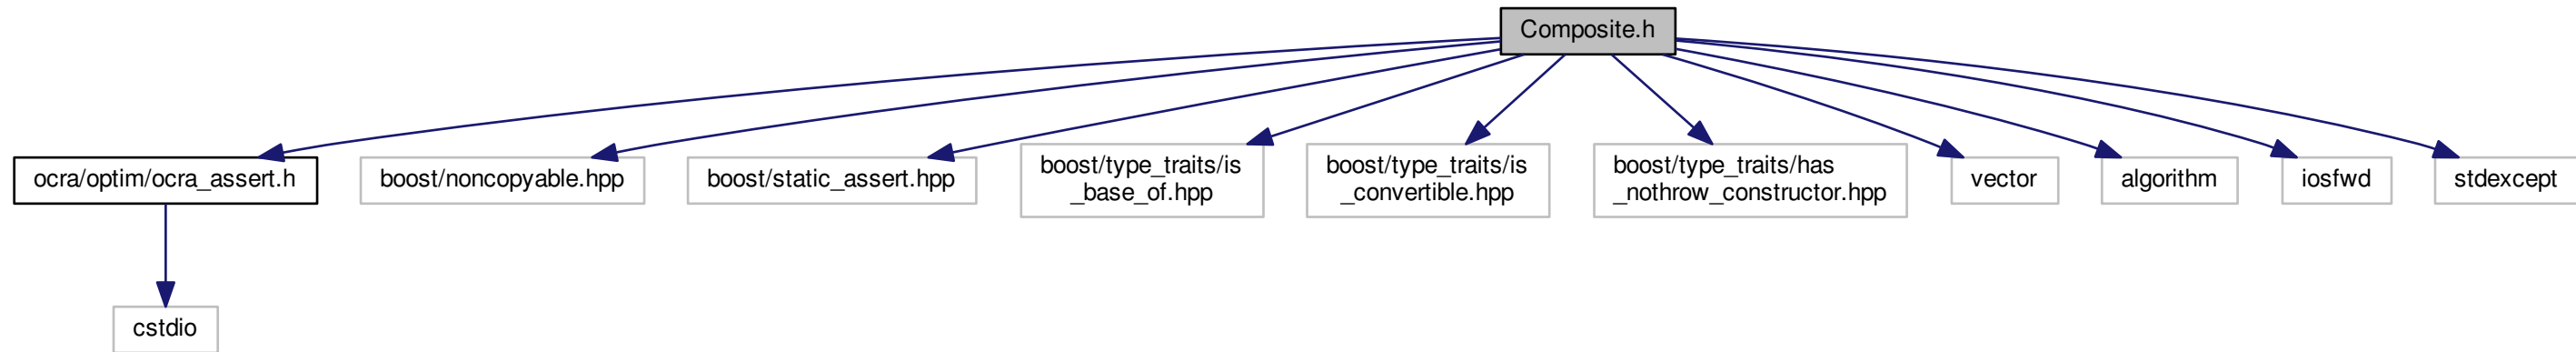 Composite.h
ocra/optim/ocra_assert.h
boost/noncopyable.hpp
boost/static_assert.hpp
boost/type_traits/is
_base_of.hpp
boost/type_traits/is
_convertible.hpp
boost/type_traits/has
_nothrow_constructor.hpp
vector
algorithm
iosfwd
stdexcept
cstdio